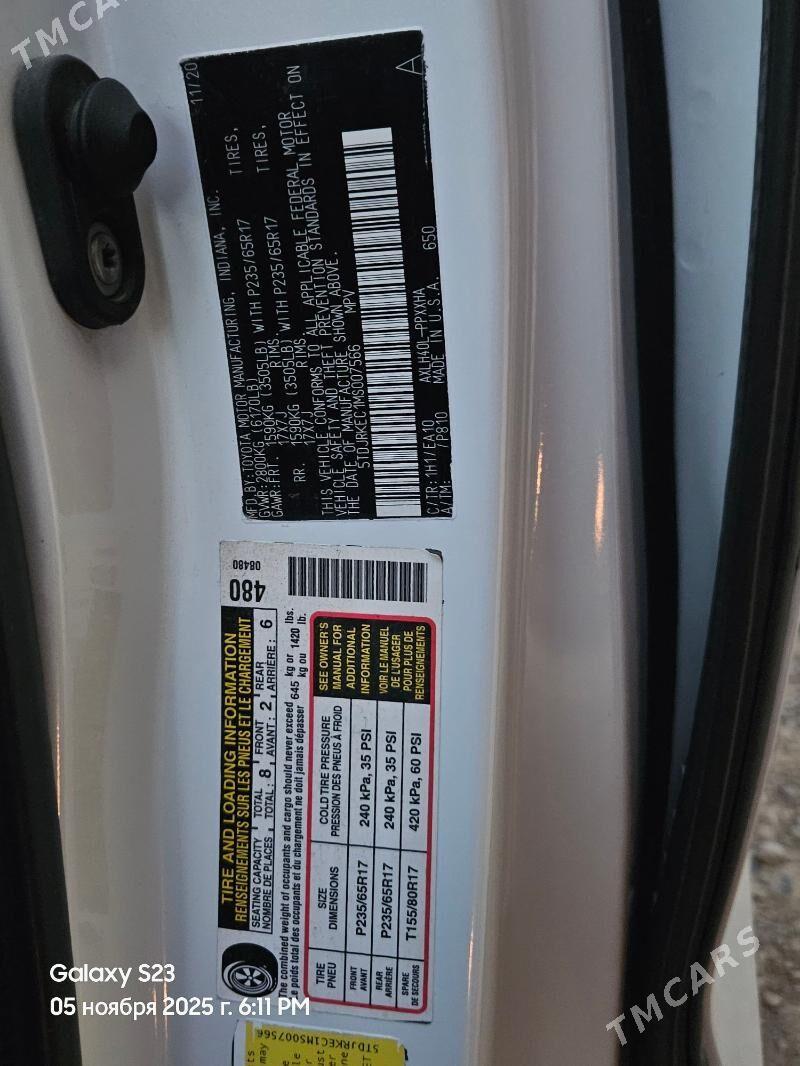 TMCARS
11/20
MFD.BY:TOYOTA MOTOR MANUFACTURING, INDIANA, INC.
GVWR:2800KG (6170LB)
GAWR:FRT. 1590KG (3505LB) WITH P235/65R17 TIRES,
17X7J RIMS,
RR. 1590KG (3505LB) WITH P235/65R17 TIRES,
17X7J RIMS,
THIS VEHICLE CONFORMS TO ALL APPLICABLE FEDERAL MOTOR
VEHICLE SAFETY AND THEFT PREVENTION STANDARDS IN EFFECT ON
THE DATE OF MANUFACTURE SHOWN ABOVE.
5TDJRKEC1MS007566 MPV
C/TR:1H1/EA10 AXLH40L-PPXXHA 650
A/TM: 7P810 MADE IN U.S.A.
A
TIRE AND LOADING INFORMATION
RENSEIGNEMENTS SUR LES PNEUS ET LE CHARGEMENT
480
08480
SEATING CAPACITY TOTAL FRONT REAR
NOMBRE DE PLACES TOTAL : 8 AVANT : 2 ARRIÈRE : 6
The combined weight of occupants and cargo should never exceed 645 kg or 1420 lbs.
Le poids total des occupants et du chargement ne doit jamais dépasser kg ou lb.
TIRE SIZE COLD TIRE PRESSURE
PNEU DIMENSIONS PRESSION DES PNEUS À FROID
FRONT
AVANT P235/65R17 240 kPa, 35 PSI
REAR
ARRIÈRE P235/65R17 240 kPa, 35 PSI
SPARE
DE SECOURS T155/80R17 420 kPa, 60 PSI
SEE OWNER'S
MANUAL FOR
ADDITIONAL
INFORMATION
VOIR LE MANUEL
DE L'USAGER
POUR PLUS DE
RENSEIGNEMENTS
5TDJRKEC1MS007566
Galaxy S23
05 ноября 2025 г. 6:11 PM
TMCARS